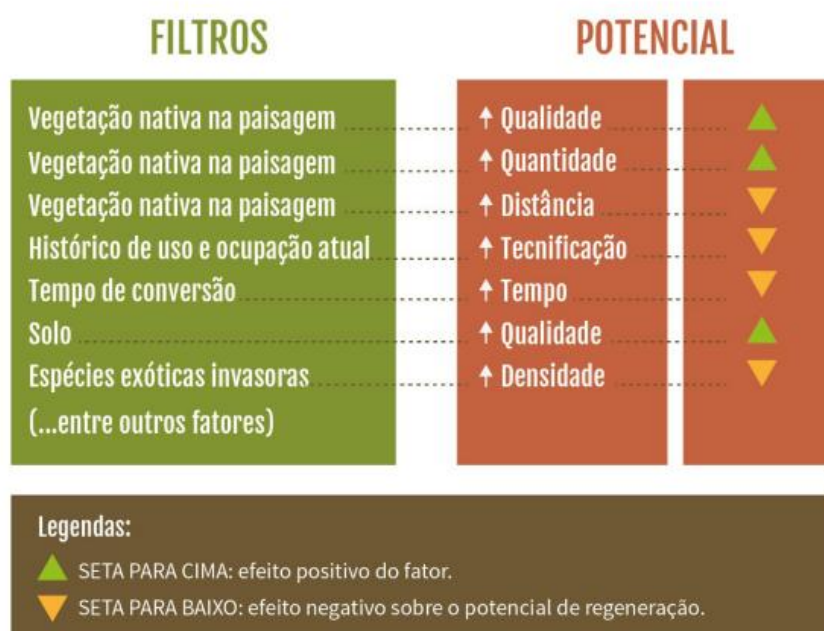 FILTROS POTENCIAL
Vegetação nativa na paisagem ↑ Qualidade ▲
Vegetação nativa na paisagem ↑ Quantidade ▲
Vegetação nativa na paisagem ↑ Distância ▼
Histórico de uso e ocupação atual ↑ Tecnificação ▼
Tempo de conversão ↑ Tempo ▼
Solo ↑ Qualidade ▲
Espécies exóticas invasoras ↑ Densidade ▼
(...entre outros fatores)
Legendas:
▲ SETA PARA CIMA: efeito positivo do fator.
▼ SETA PARA BAIXO: efeito negativo sobre o potencial de regeneração.